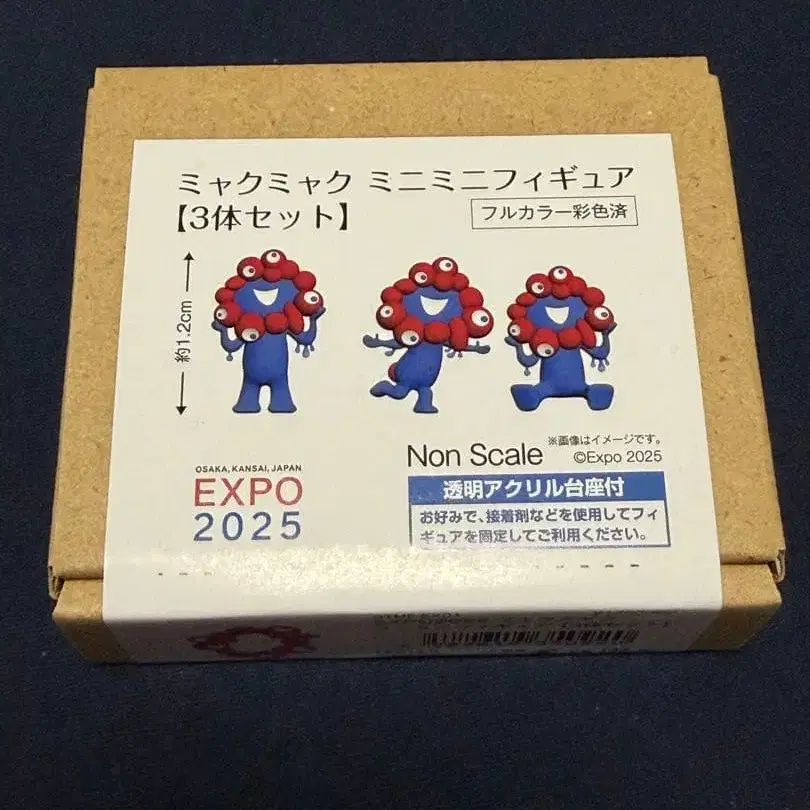 ミャクミャク ミニミニフィギュア
【3体セット】
フルカラー彩色済
約1.2cm
※画像はイメージです。
Non Scale ©Expo 2025
OSAKA, KANSAI, JAPAN
EXPO
2025
透明アクリル台座付
お好みで、接着剤などを使用してフィ
ギュアを固定してご利用ください。